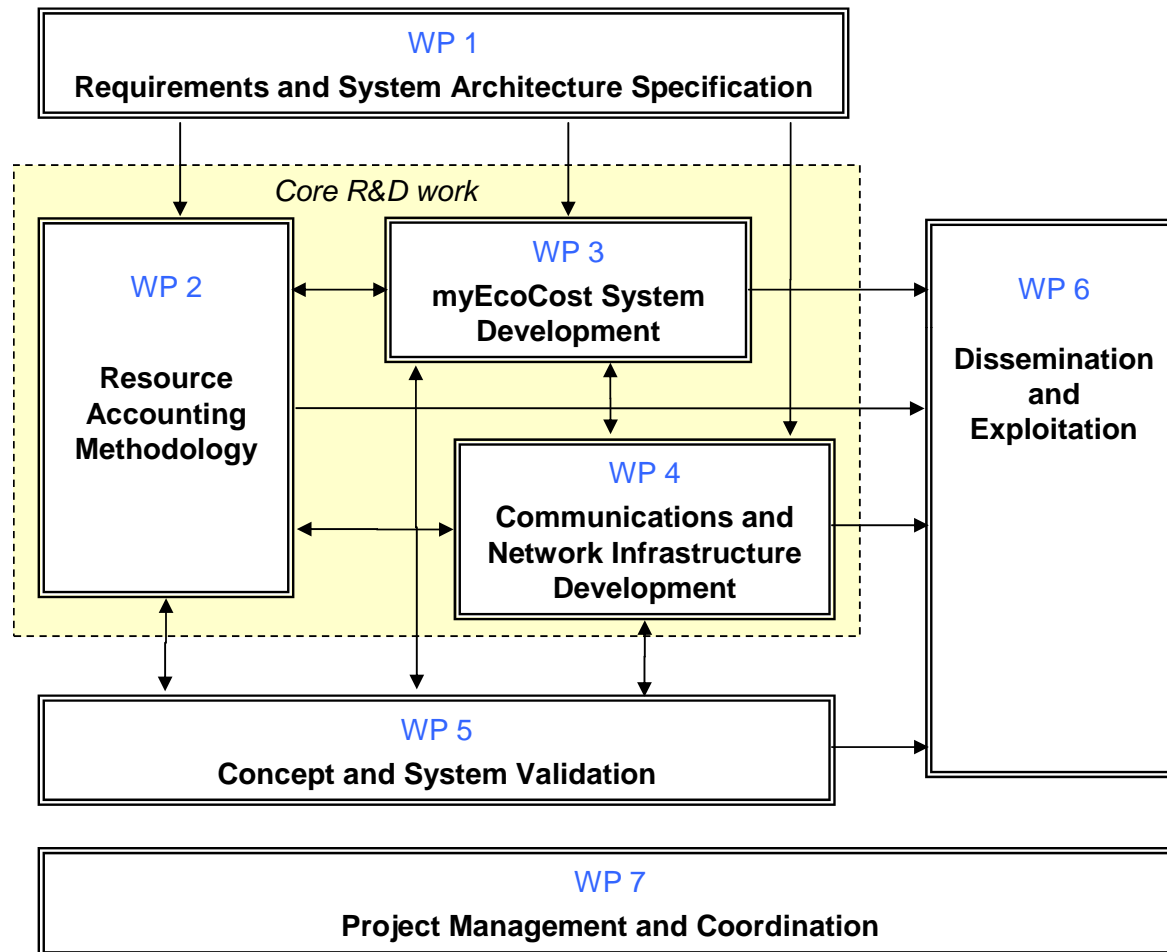 WP 1
Requirements and System Architecture Specification
Core R&D work
WP 2
Resource
Accounting
Methodology
WP 3
myEcoCost System
Development
WP 4
Communications and
Network Infrastructure
Development
WP 6
Dissemination
and
Exploitation
WP 5
Concept and System Validation
WP 7
Project Management and Coordination